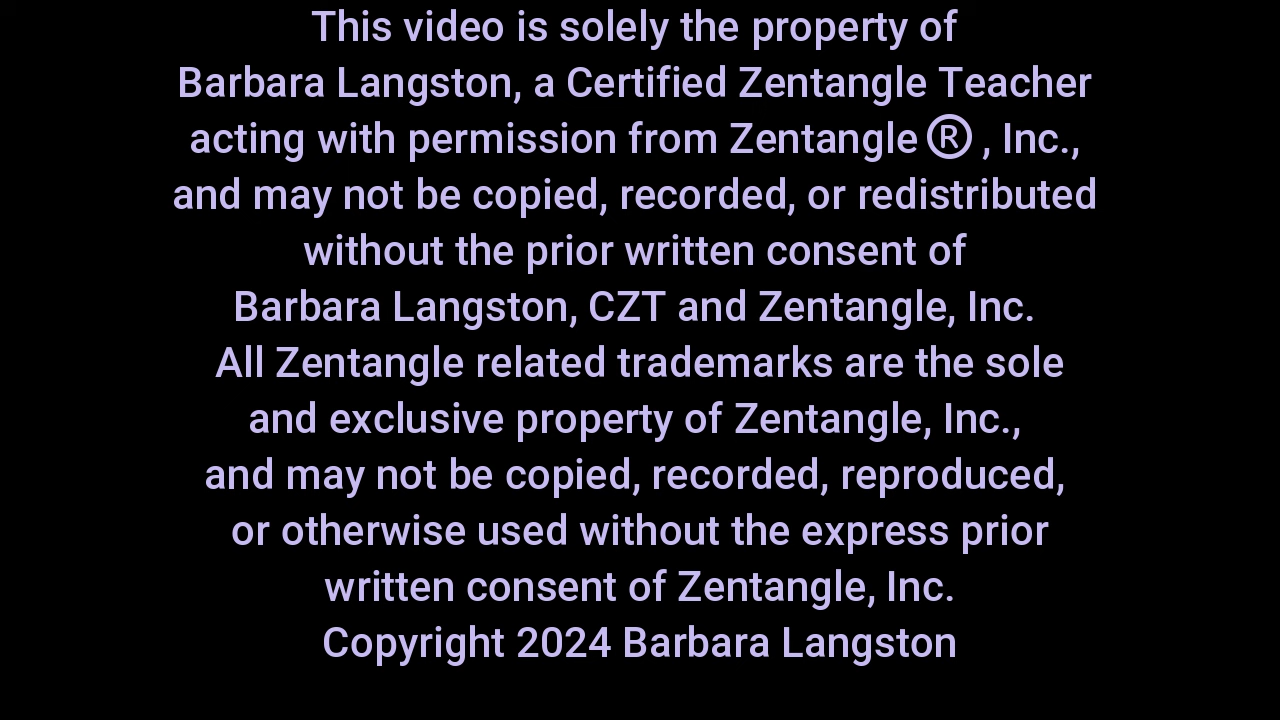 This video is solely the property of
Barbara Langston, a Certified Zentangle Teacher
acting with permission from Zentangle ® , Inc.,
and may not be copied, recorded, or redistributed
without the prior written consent of
Barbara Langston, CZT and Zentangle, Inc.
All Zentangle related trademarks are the sole
and exclusive property of Zentangle, Inc.,
and may not be copied, recorded, reproduced,
or otherwise used without the express prior
written consent of Zentangle, Inc.
Copyright 2024 Barbara Langston